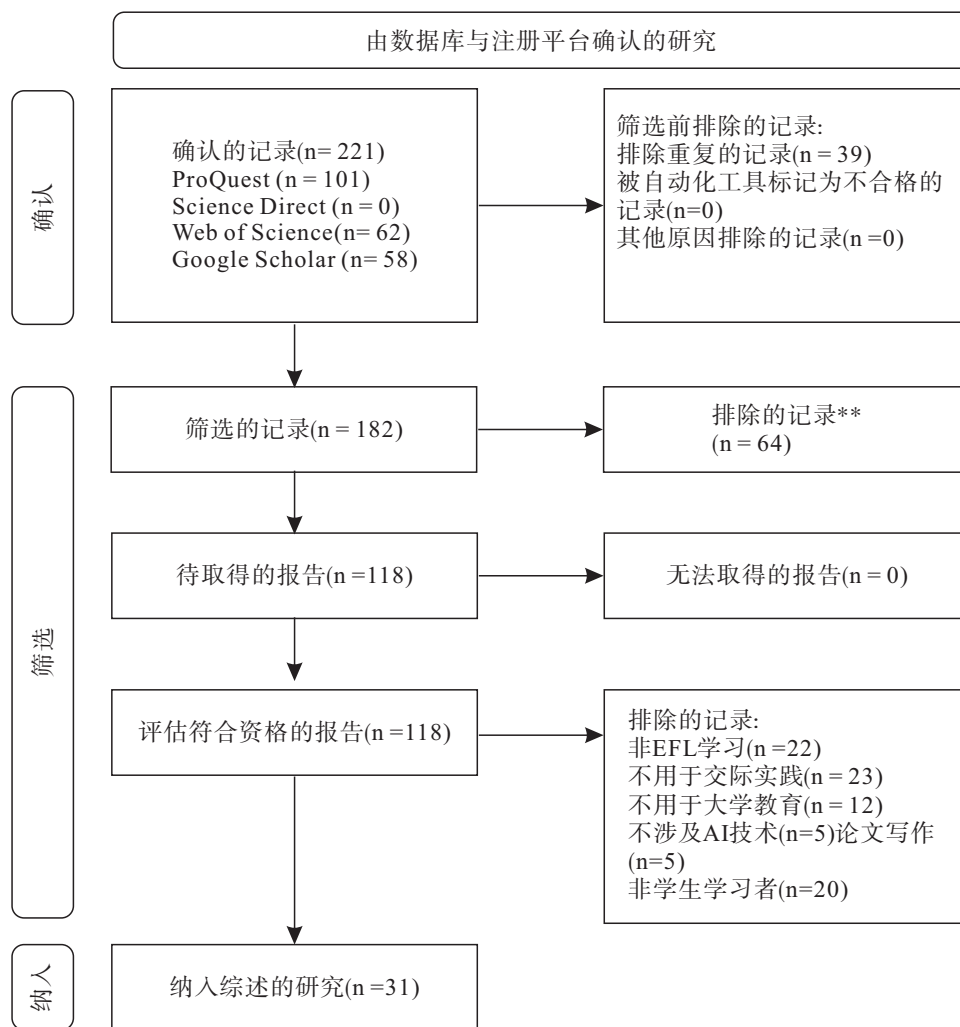 由数据库与注册平台确认的研究
确认
确认的记录(n= 221)
ProQuest (n = 101)
Science Direct (n = 0)
Web of Science(n= 62)
Google Scholar (n= 58)
筛选前排除的记录:
排除重复的记录(n = 39)
被自动化工具标记为不合格的
记录(n=0)
其他原因排除的记录(n =0)
筛选
筛选的记录(n = 182)
排除的记录**
(n = 64)
待取得的报告(n =118)
无法取得的报告(n = 0)
评估符合资格的报告(n =118)
排除的记录:
非EFL学习(n =22)
不用于交际实践(n = 23)
不用于大学教育(n = 12)
不涉及AI技术(n=5)论文写作
(n=5)
非学生学习者(n=20)
纳入
纳入综述的研究(n =31)